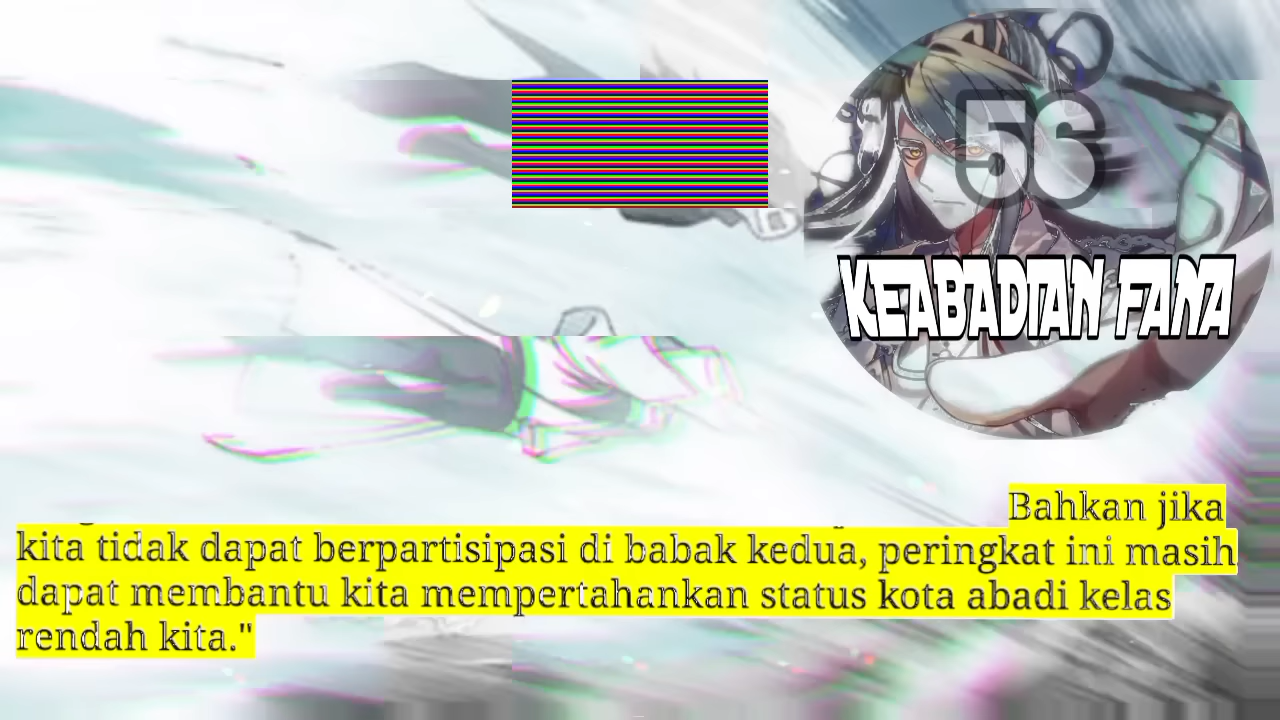 56
KEABADIAN FANA
Bahkan jika
kita tidak dapat berpartisipasi di babak kedua, peringkat ini masih
dapat membantu kita mempertahankan status kota abadi kelas
rendah kita."